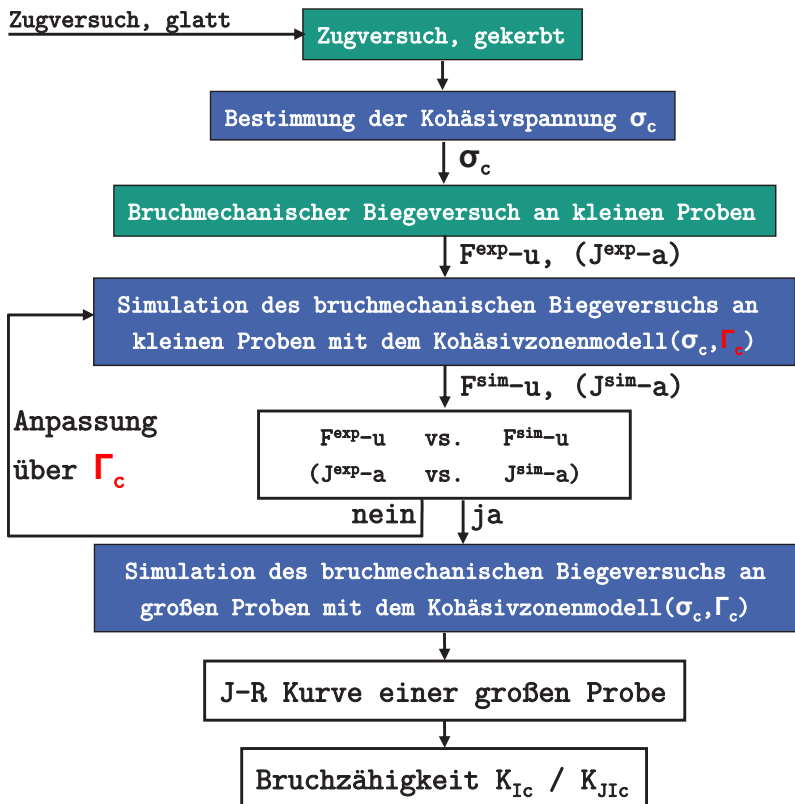 Zugversuch, glatt
Zugversuch, gekerbt
Bestimmung der Kohäsivspannung σc
σc
Bruchmechanischer Biegeversuch an kleinen Proben
Fexp-u, (Jexp-a)
Simulation des bruchmechanischen Biegeversuchs an
kleinen Proben mit dem Kohäsivzonenmodell(σc,Γc)
Fsim-u, (Jsim-a)
Anpassung
über Γc
Fexp-u vs. Fsim-u
(Jexp-a vs. Jsim-a)
nein ja
Simulation des bruchmechanischen Biegeversuchs an
großen Proben mit dem Kohäsivzonenmodell(σc,Γc)
J-R Kurve einer großen Probe
Bruchzähigkeit KIc / KJIc